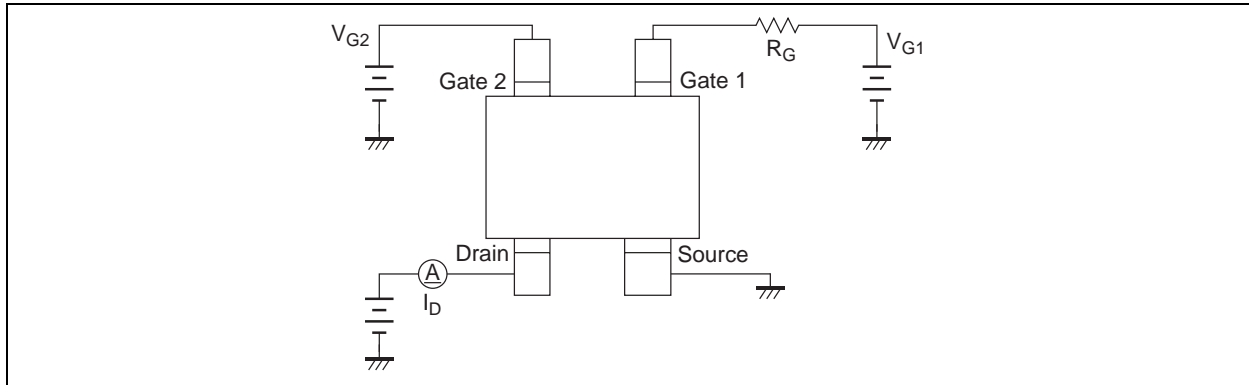 VG2
RG
VG1
Gate 2
Gate 1
Drain
Source
A
ID